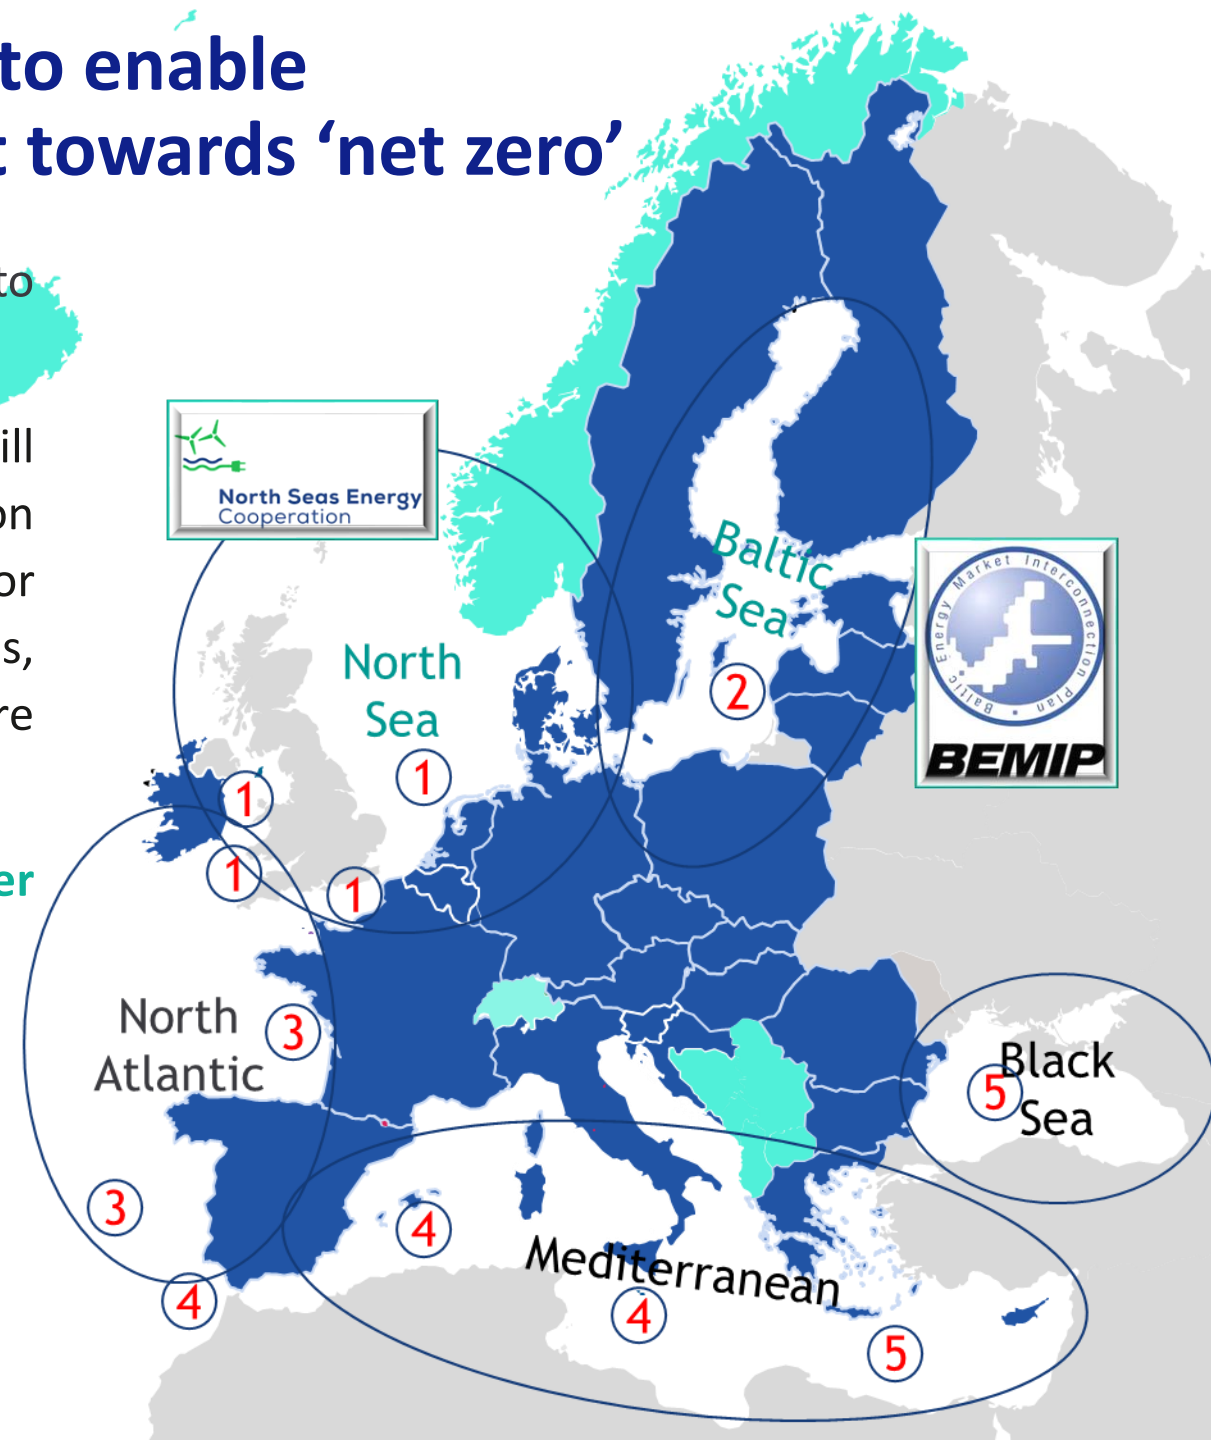 to enable
t towards ‘net zero’
to
ill
on
or
s,
re
er
North Seas Energy
Cooperation
Baltic
Sea
2
Baltic Energy Market Interconnection Plan
BEMIP
North
Sea
1
1
1
1
North
Atlantic
3
3
Black
Sea
5
4
4
Mediterranean
4
5